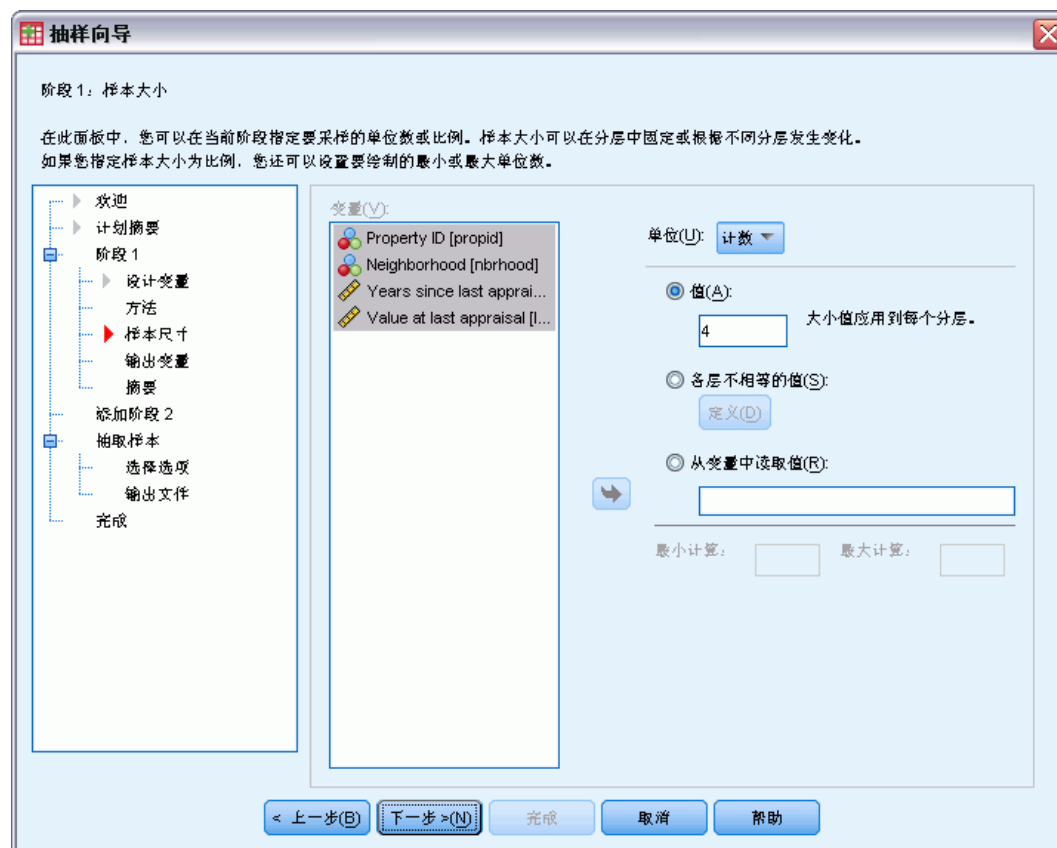 抽样向导
阶段 1：样本大小
在此面板中，您可以在当前阶段指定要采样的单位数或比例。样本大小可以在分层中固定或根据不同分层发生变化。
如果您指定样本大小为比例，您还可以设置要绘制的最小或最大单位数。
欢迎
计划摘要
阶段 1
设计变量
方法
样本尺寸
输出变量
摘要
添加阶段 2
抽取样本
选择选项
输出文件
完成
变量(V):
Property ID [propid]
Neighborhood [nbrhood]
Years since last apprai...
Value at last appraisal [l...
单位(U): 计数
值(A):
4 大小值应用到每个分层。
各层不相等的值(S):
定义(D)
从变量中读取值(R):
最小计算： 最大计算：
< 上一步(B) 下一步 >(N) 完成 取消 帮助